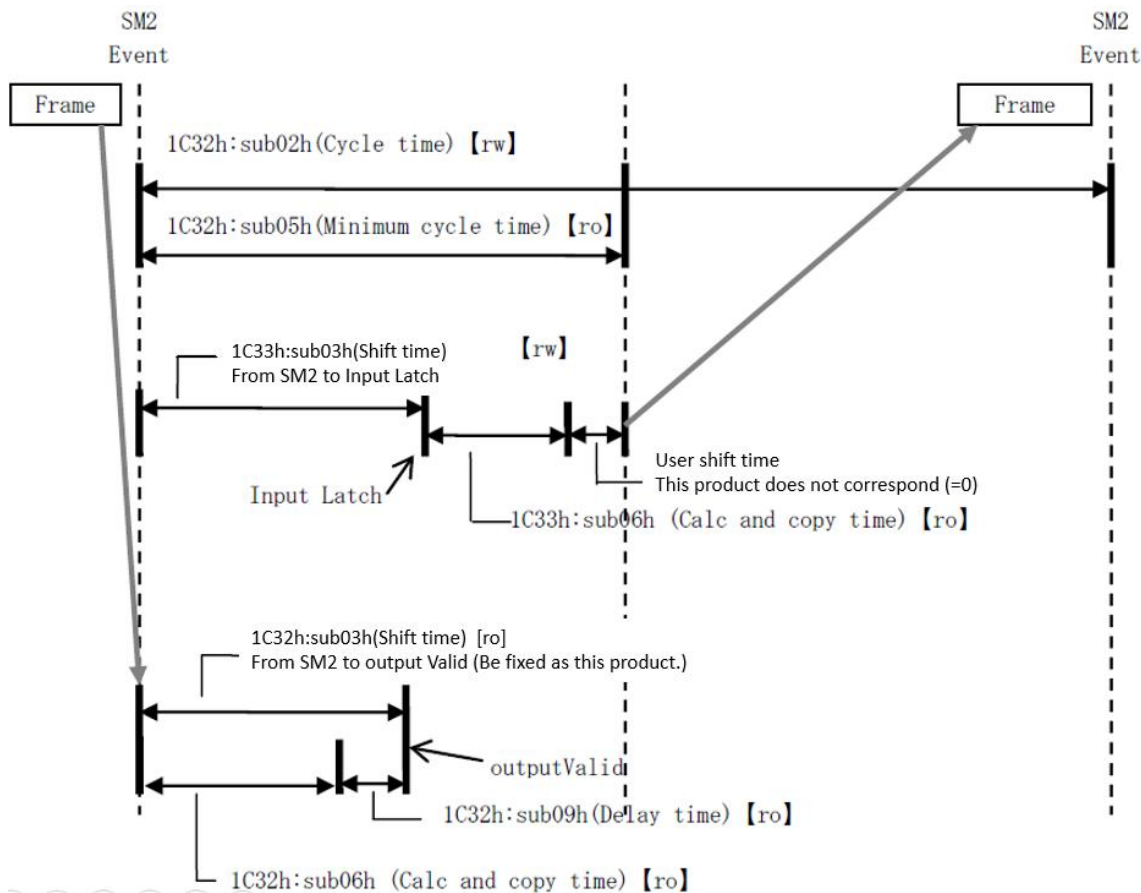 SM2
Event
SM2
Event
Frame
Frame
1C32h:sub02h(Cycle time)【rw】
1C32h:sub05h(Minimum cycle time)【ro】
1C33h:sub03h(Shift time)
【rw】
From SM2 to Input Latch
Input Latch
User shift time
This product does not correspond (=0)
1C33h:sub06h (Calc and copy time)【ro】
1C32h:sub03h(Shift time) [ro]
From SM2 to output Valid (Be fixed as this product.)
outputValid
1C32h:sub09h(Delay time)【ro】
1C32h:sub06h (Calc and copy time)【ro】